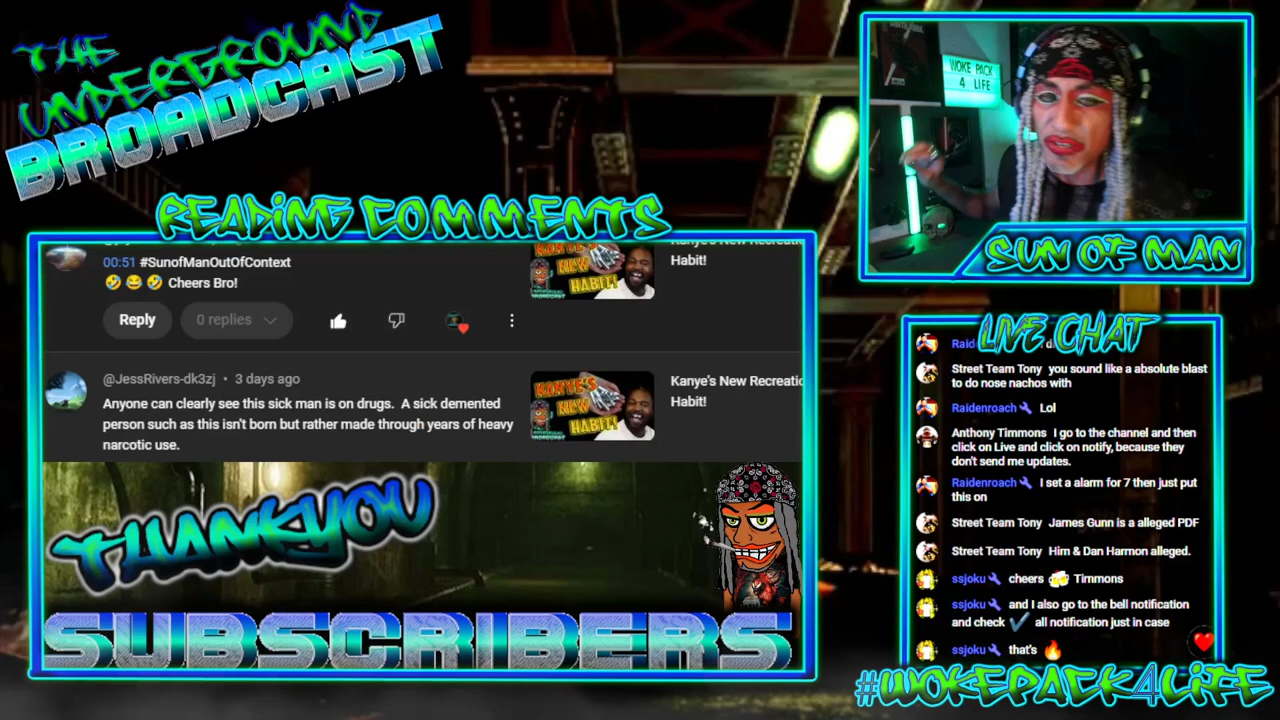 THE
UNDERGROUND
BROADCAST
READING COMMENTS
00:51 #SunofManOutOfContext
🤣 😂 🤣 Cheers Bro!
Reply
0 replies
KANYE'S
NEW
HABIT!
Kanye's New Recreati
Habit!
@JessRivers-dk3zj • 3 days ago
Anyone can clearly see this sick man is on drugs. A sick demented
person such as this isn't born but rather made through years of heavy
narcotic use.
KANYE'S
NEW
HABIT!
Kanye's New Recreatio
Habit!
THANKYOU
SUBSCRIBERS
WOKE PACK
4 LIFE
SUN OF MAN
LIVE CHAT
Street Team Tony you sound like a absolute blast
to do nose nachos with
Raidenroach Lol
Anthony Timmons I go to the channel and then
click on Live and click on notify, because they
don't send me updates.
Raidenroach I set a alarm for 7 then just put
this on
Street Team Tony James Gunn is a alleged PDF
Street Team Tony Him & Dan Harmon alleged.
ssjoku cheers 🍻 Timmons
ssjoku and I also go to the bell notification
and check ✔ all notification just in case
ssjoku that's 🔥
#WOKEPACK4LIFE